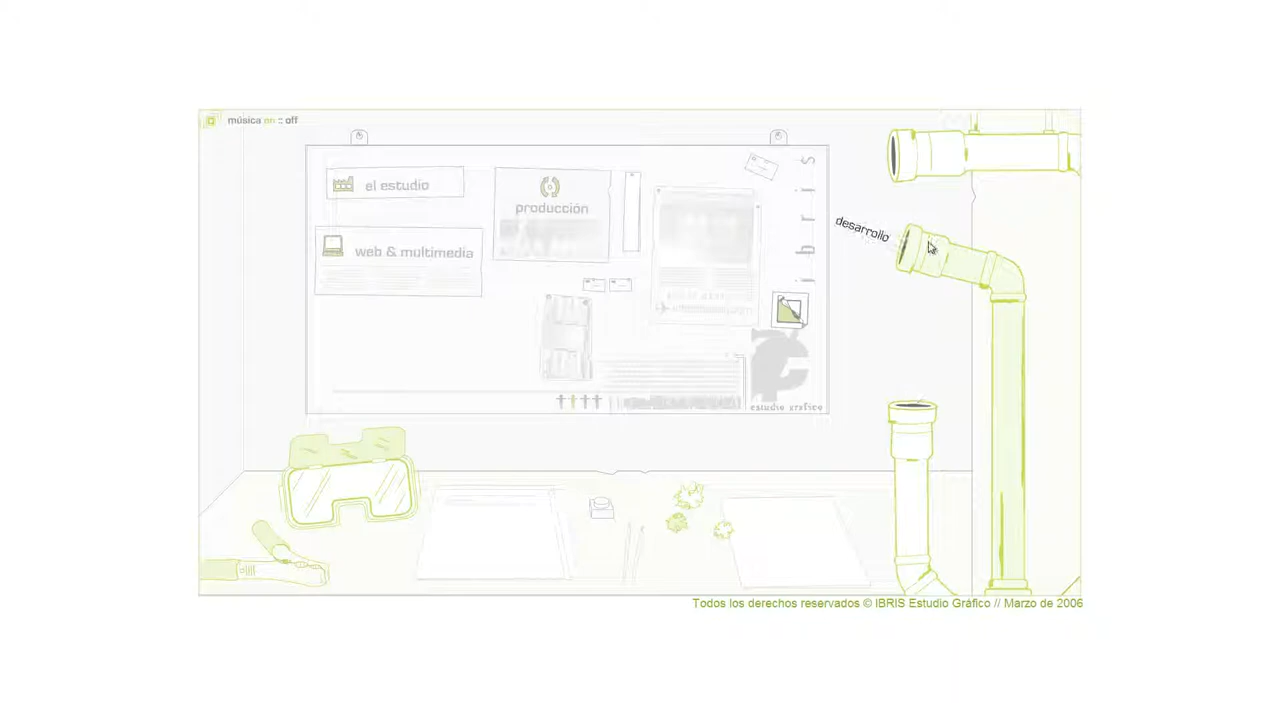 música on :: off
el estudio
producción
web & multimedia
ibris
desarrollo
estudio gráfico
Todos los derechos reservados © IBRIS Estudio Gráfico // Marzo de 2006